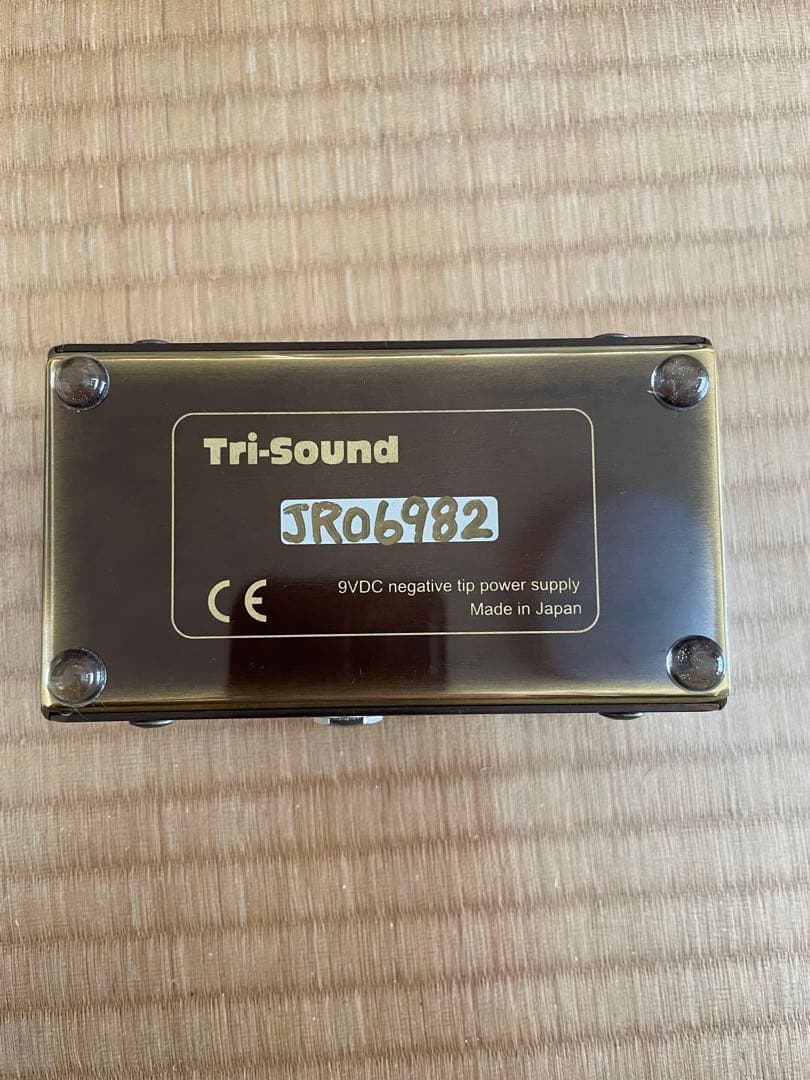 Tri-Sound
JR06982
CE
9VDC negative tip power supply
Made in Japan